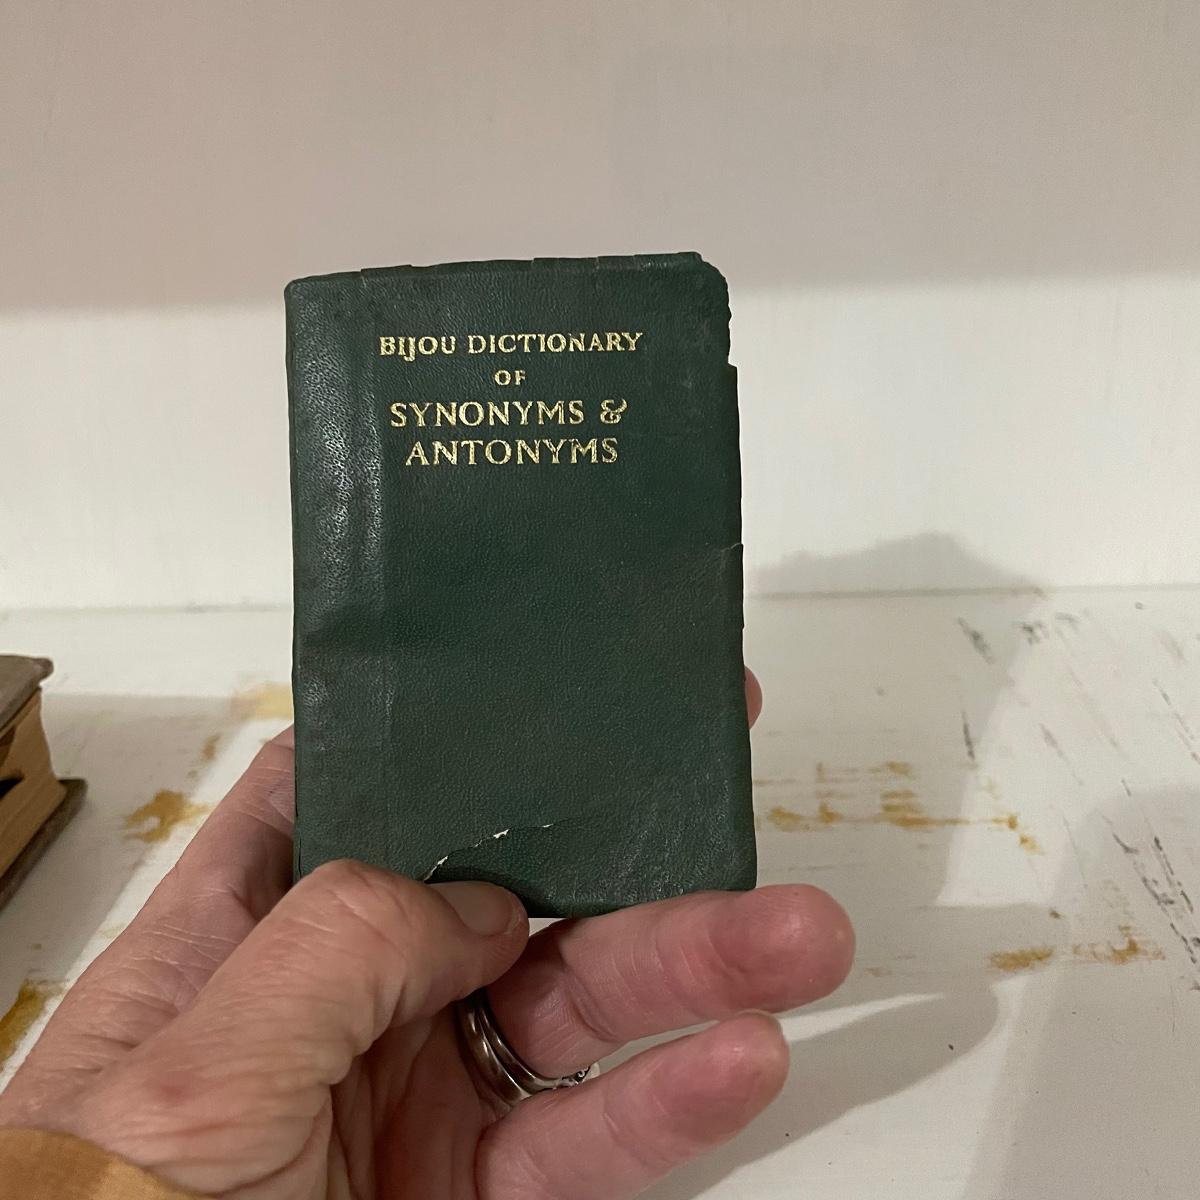 BIJOU DICTIONARY
OF
SYNONYMS &
ANTONYMS